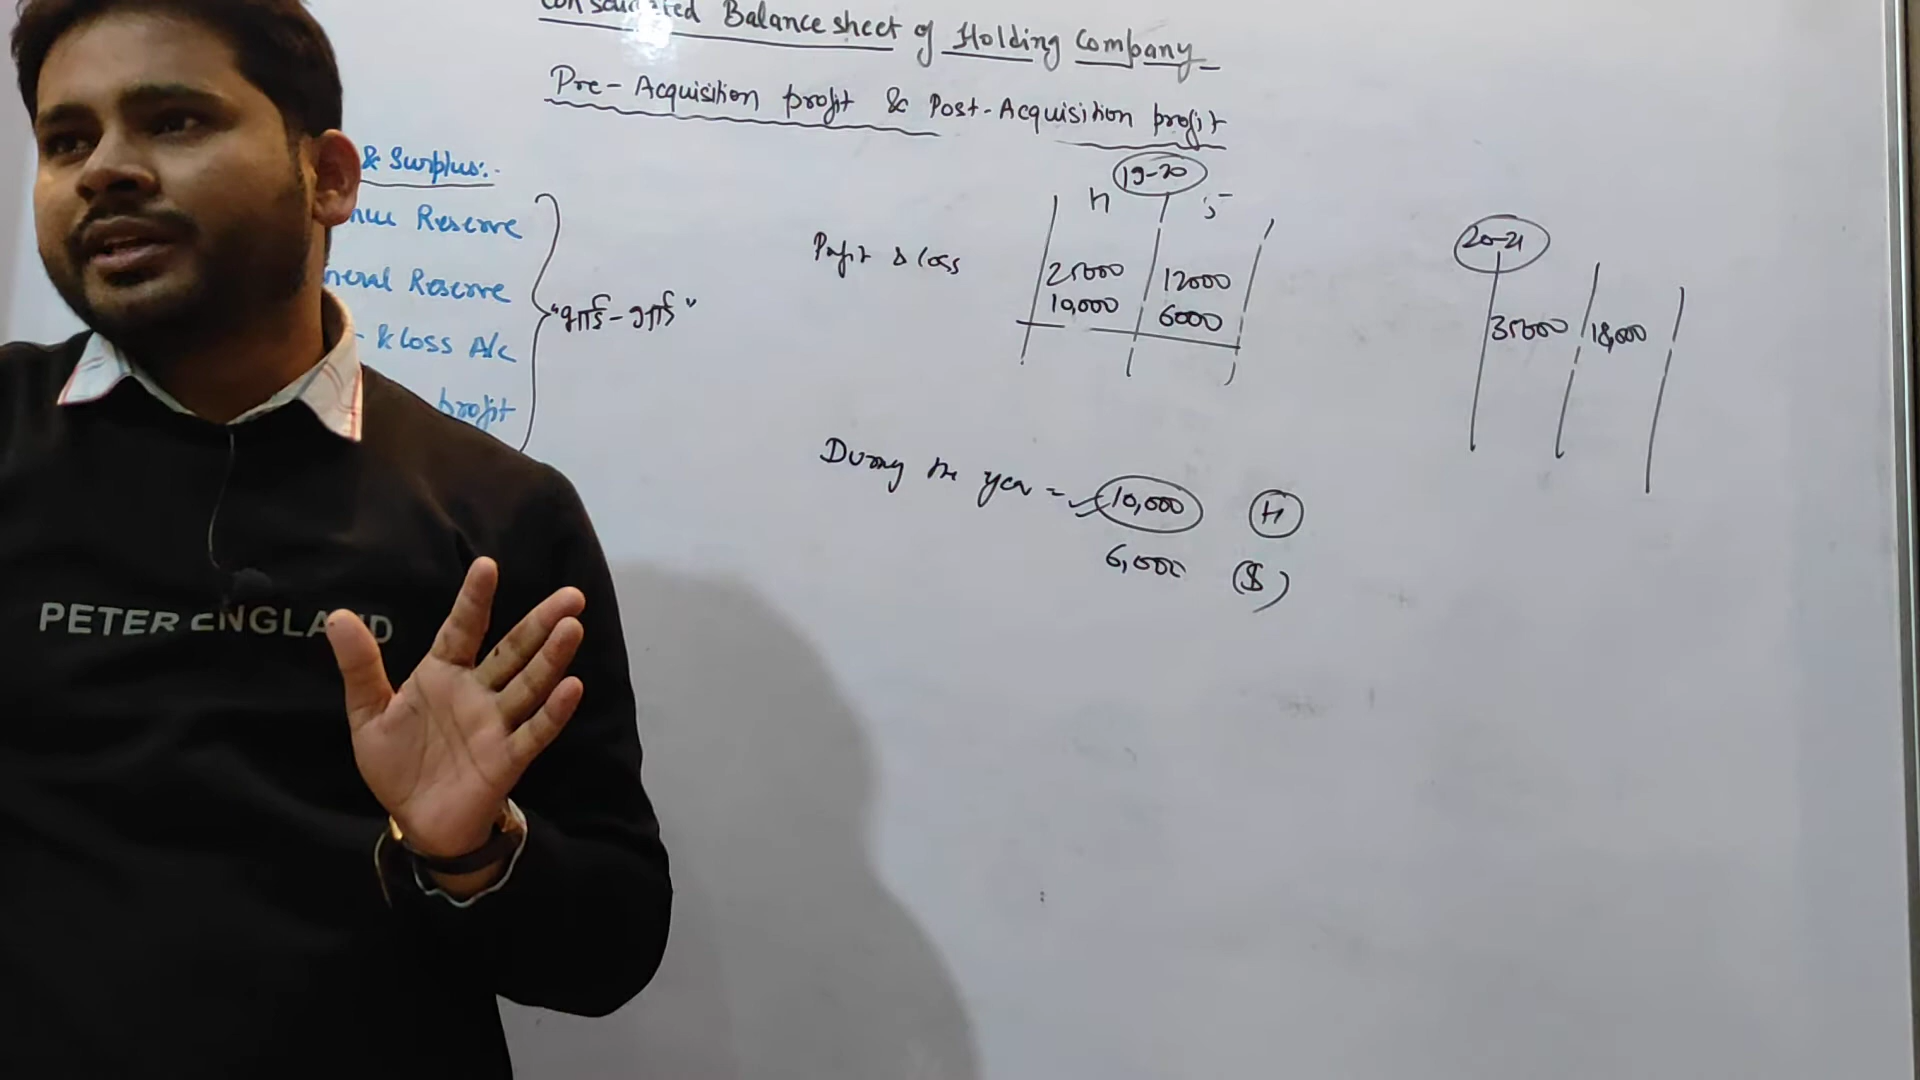 Consolidated Balance sheet of Holding Company
Pre-Acquisition profit & Post-Acquisition profit
& Surplus:-
Reserve
Reserve
"भाई-भाई"
& Loss A/c
profit
19-20
H S
Profit & Loss
25000 12000
10,000 6000
20-21
35000 18,000
During the year = 10,000 H
6,000 (S)
PETER ENGLAND